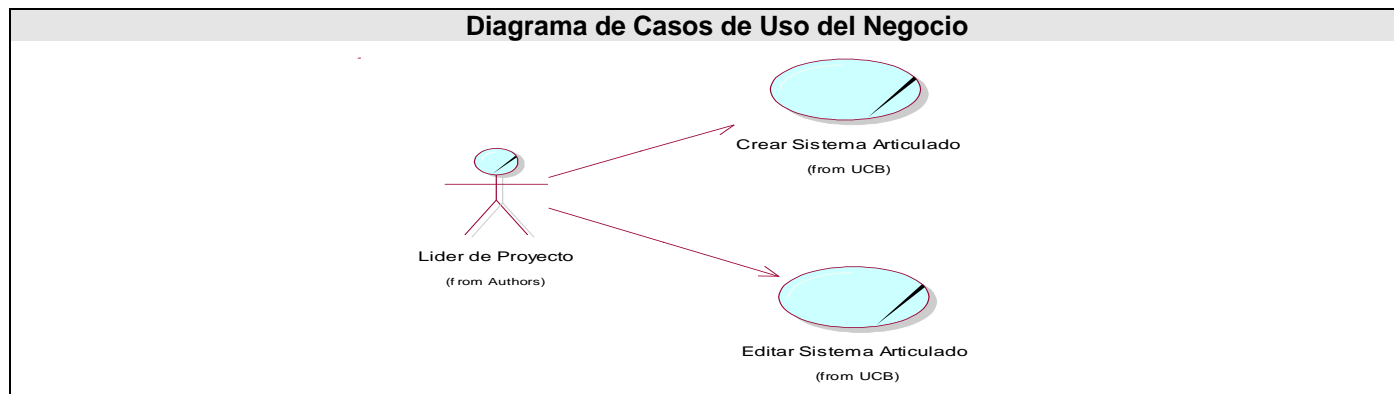 Diagrama de Casos de Uso del Negocio
Crear Sistema Articulado
(from UCB)
Lider de Proyecto
(from Authors)
Editar Sistema Articulado
(from UCB)